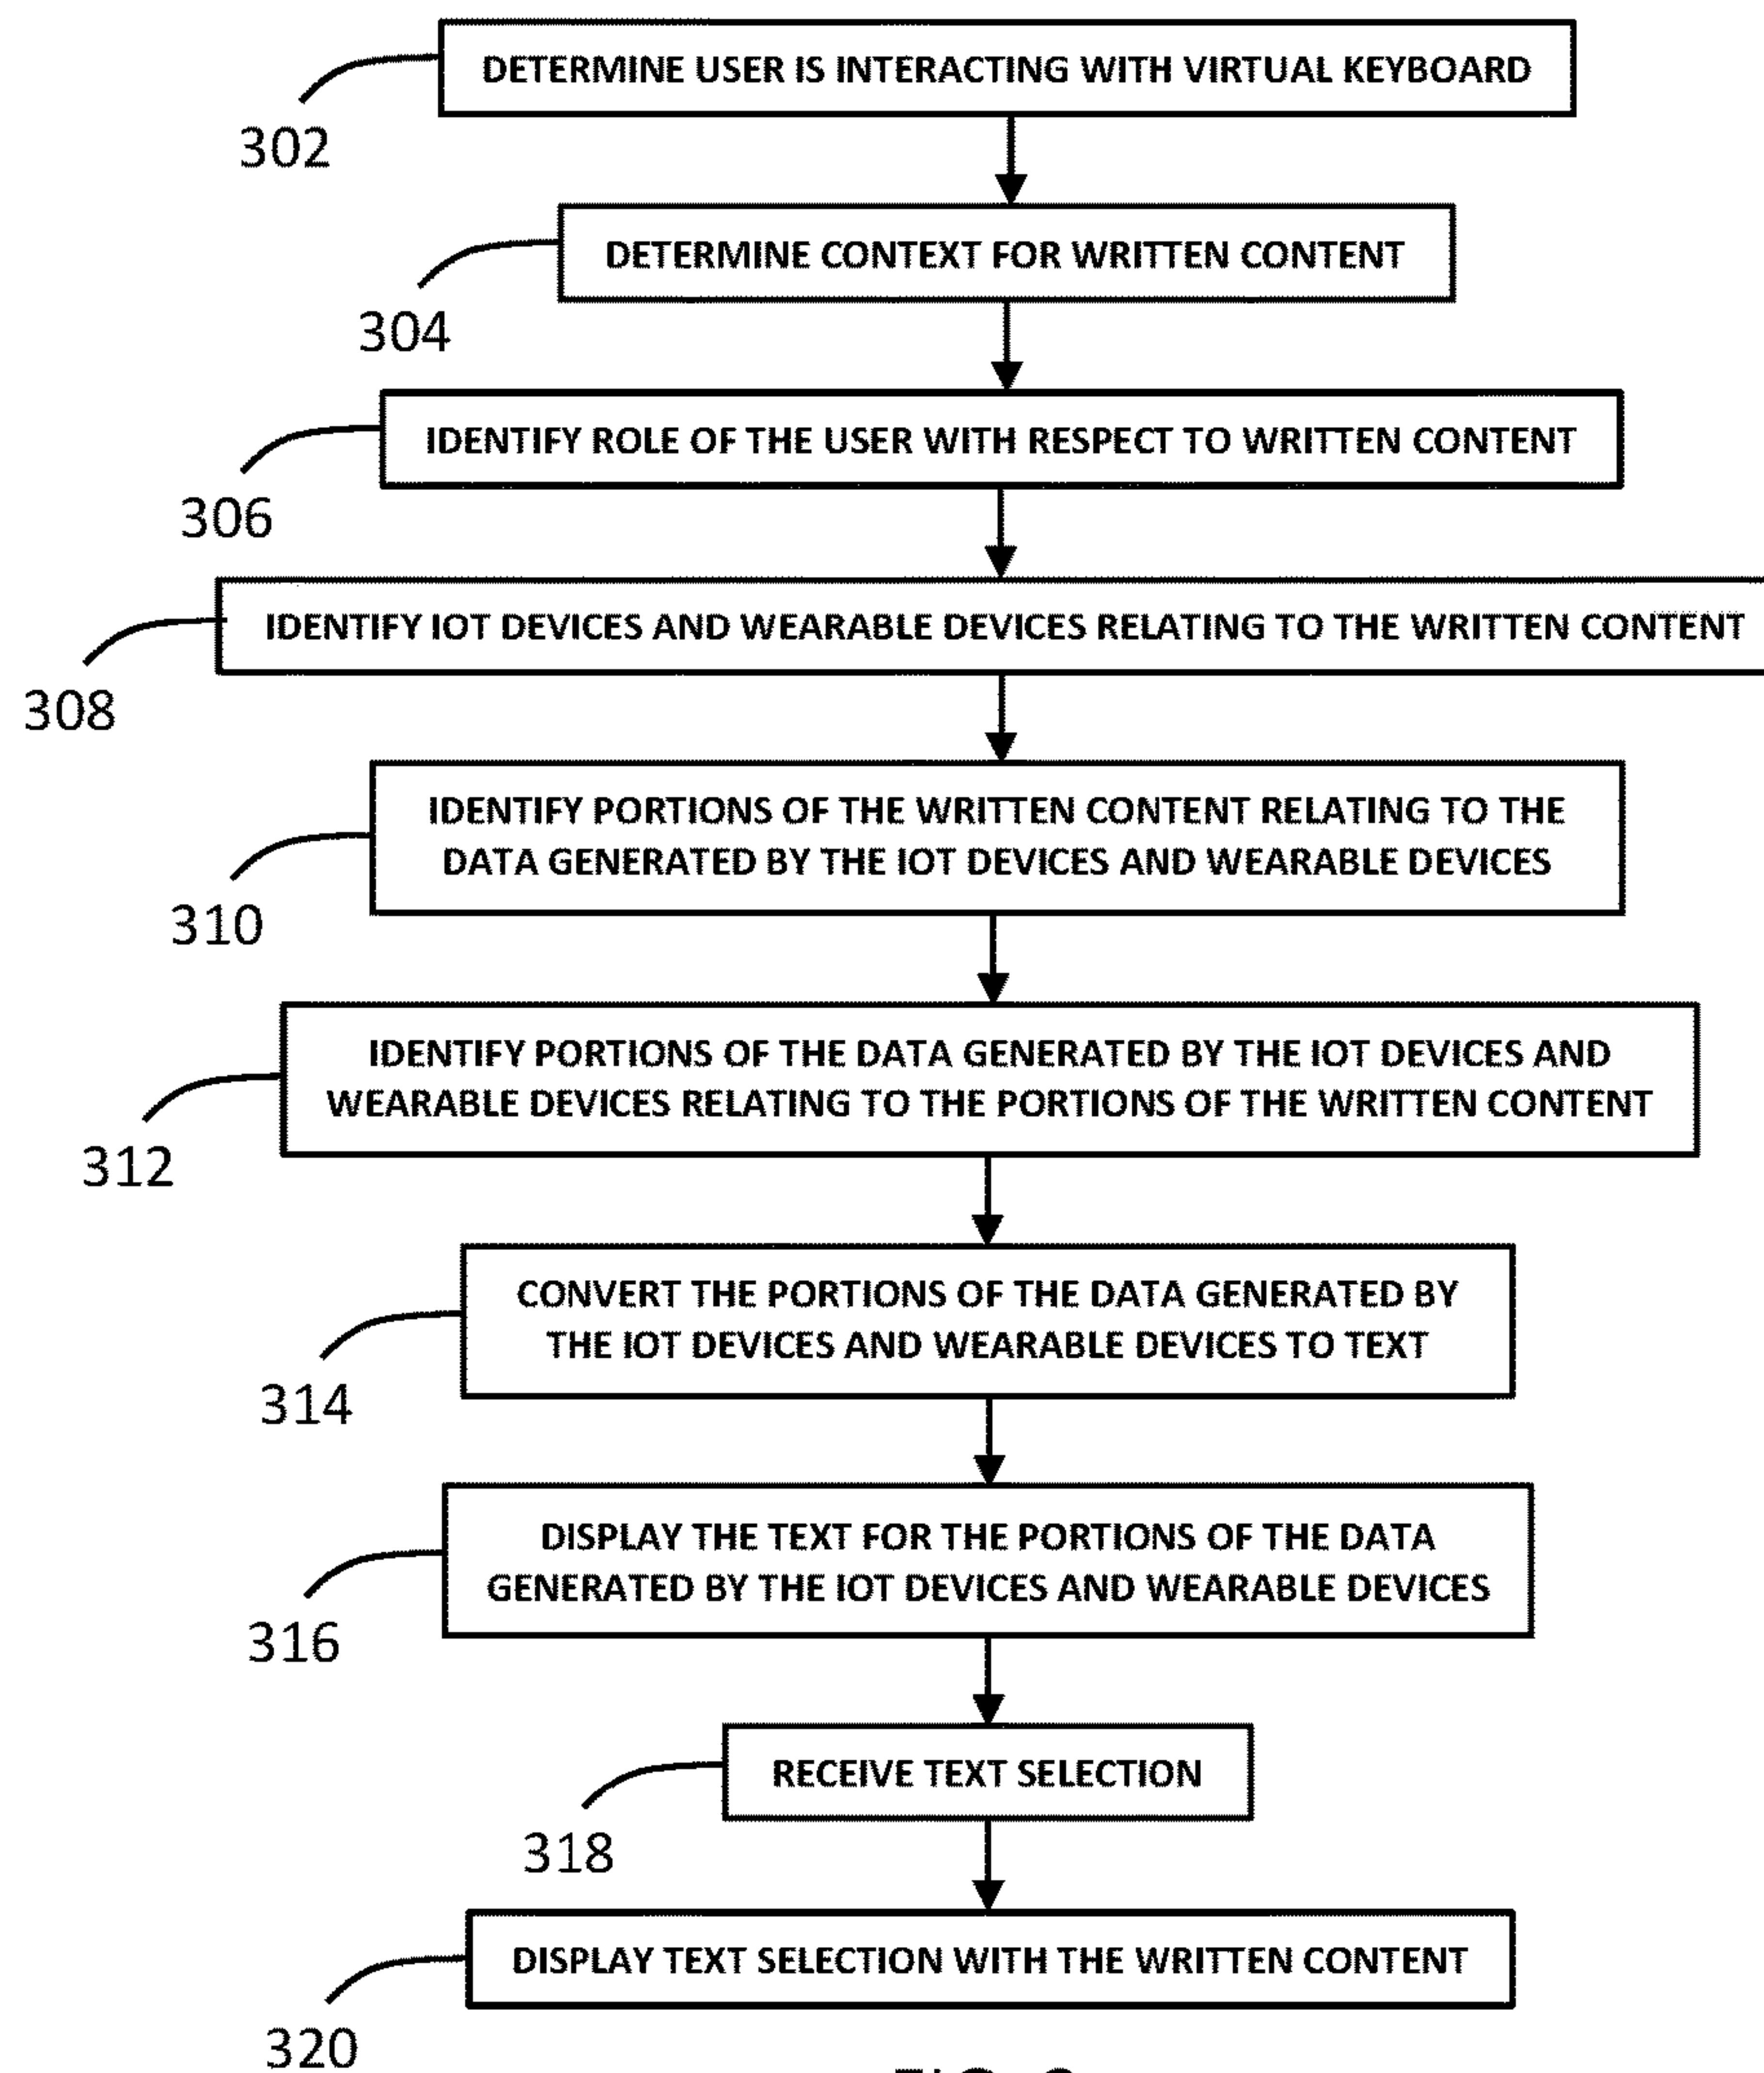 DETERMINE USER IS INTERACTING WITH VIRTUAL KEYBOARD
302
DETERMINE CONTEXT FOR WRITTEN CONTENT
304
IDENTIFY ROLE OF THE USER WITH RESPECT TO WRITTEN CONTENT
306
IDENTIFY IOT DEVICES AND WEARABLE DEVICES RELATING TO THE WRITTEN CONTENT
308
IDENTIFY PORTIONS OF THE WRITTEN CONTENT RELATING TO THE
DATA GENERATED BY THE IOT DEVICES AND WEARABLE DEVICES
310
IDENTIFY PORTIONS OF THE DATA GENERATED BY THE IOT DEVICES AND
WEARABLE DEVICES RELATING TO THE PORTIONS OF THE WRITTEN CONTENT
312
CONVERT THE PORTIONS OF THE DATA GENERATED BY
THE IOT DEVICES AND WEARABLE DEVICES TO TEXT
314
DISPLAY THE TEXT FOR THE PORTIONS OF THE DATA
GENERATED BY THE IOT DEVICES AND WEARABLE DEVICES
316
RECEIVE TEXT SELECTION
318
DISPLAY TEXT SELECTION WITH THE WRITTEN CONTENT
320